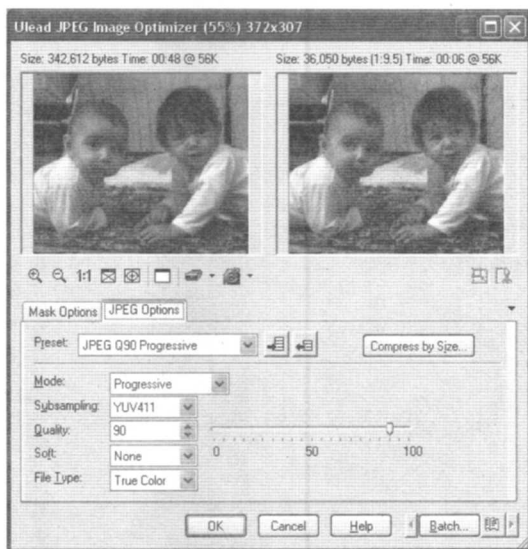 Ulead JPEG Image Optimizer (55%) 372x307
Size: 342,612 bytes Time: 00:48 @ 56K
Size: 36,050 bytes (1:9.5) Time: 00:06 @ 56K
1:1
Mask Options JPEG Options
Preset: JPEG Q90 Progressive Compress by Size...
Mode: Progressive
Subsampling: YUV411
Quality: 90
0 50 100
Soft: None
File Type: True Color
OK Cancel Help Batch...